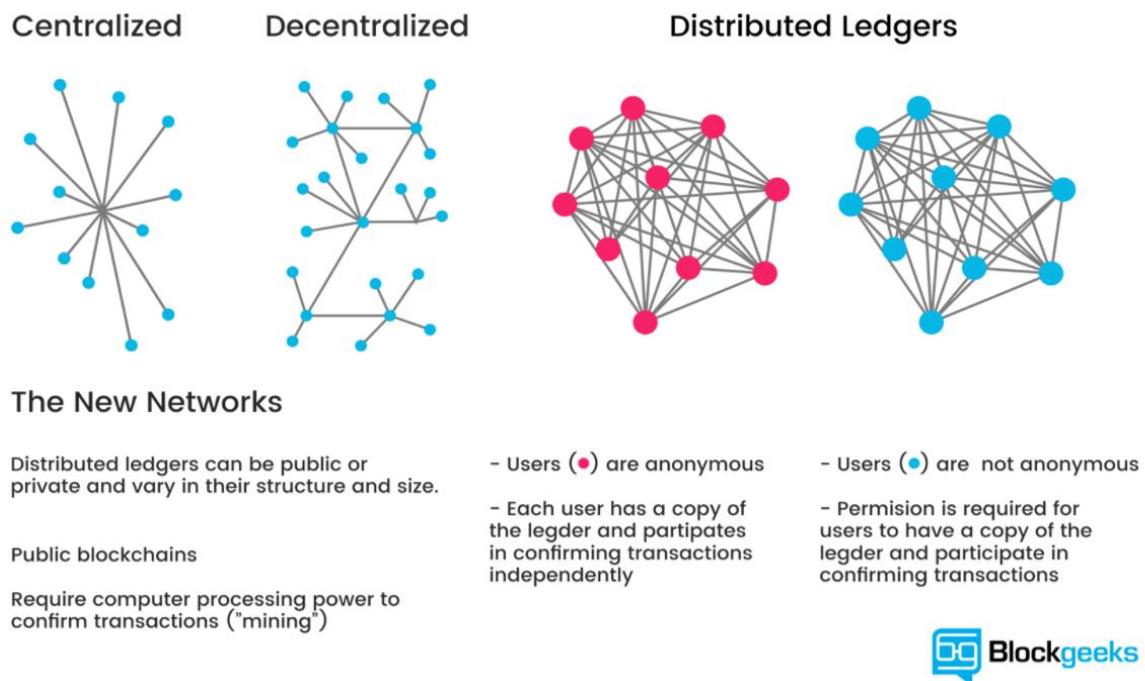 Centralized
Decentralized
Distributed Ledgers
The New Networks
Distributed ledgers can be public or
private and vary in their structure and size.
Public blockchains
Require computer processing power to
confirm transactions ("mining")
- Users (●) are anonymous
- Each user has a copy of
the legder and partipates
in confirming transactions
independently
- Users (●) are not anonymous
- Permision is required for
users to have a copy of the
legder and participate in
confirming transactions
Blockgeeks